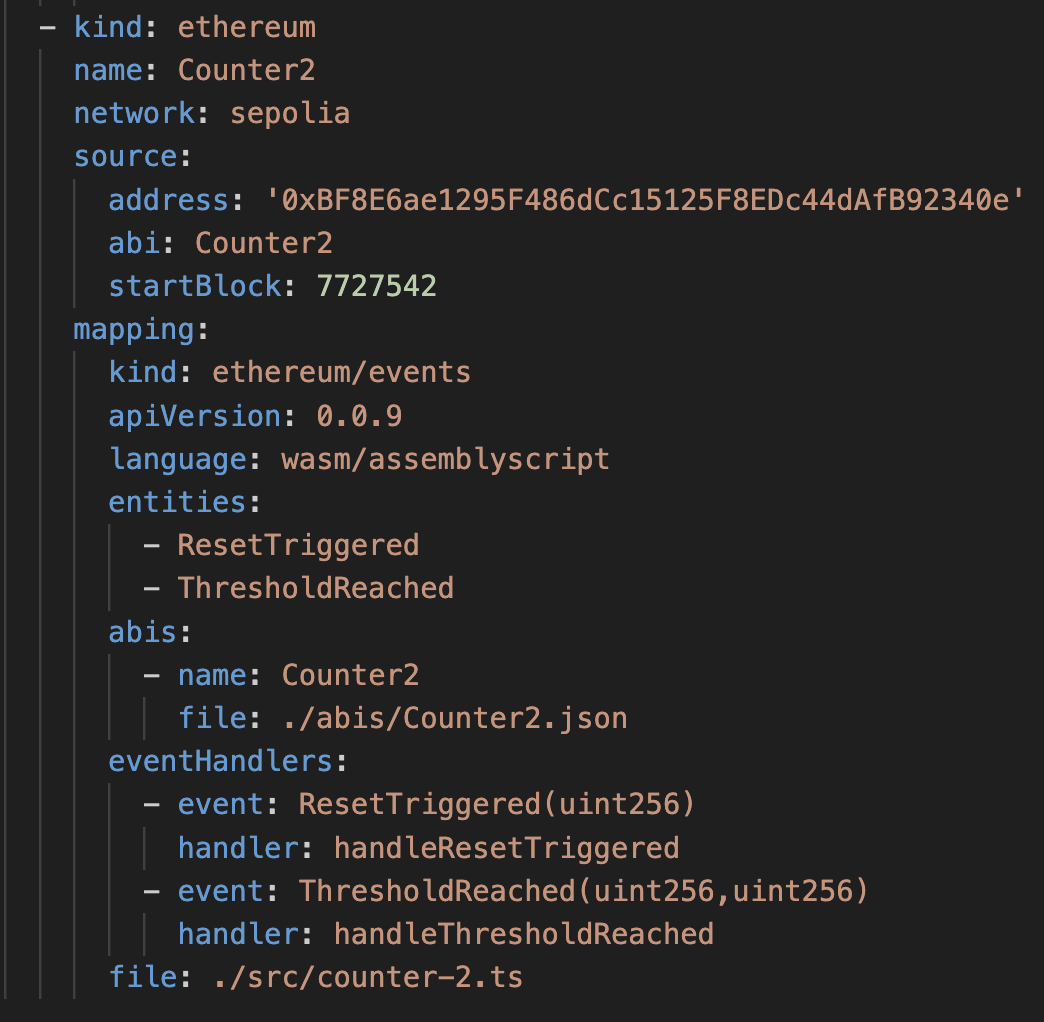 - kind: ethereum
name: Counter2
network: sepolia
source:
address: '0xBF8E6ae1295F486dCc15125F8EDc44dAfB92340e'
abi: Counter2
startBlock: 7727542
mapping:
kind: ethereum/events
apiVersion: 0.0.9
language: wasm/assemblyscript
entities:
- ResetTriggered
- ThresholdReached
abis:
- name: Counter2
file: ./abis/Counter2.json
eventHandlers:
- event: ResetTriggered(uint256)
handler: handleResetTriggered
- event: ThresholdReached(uint256,uint256)
handler: handleThresholdReached
file: ./src/counter-2.ts